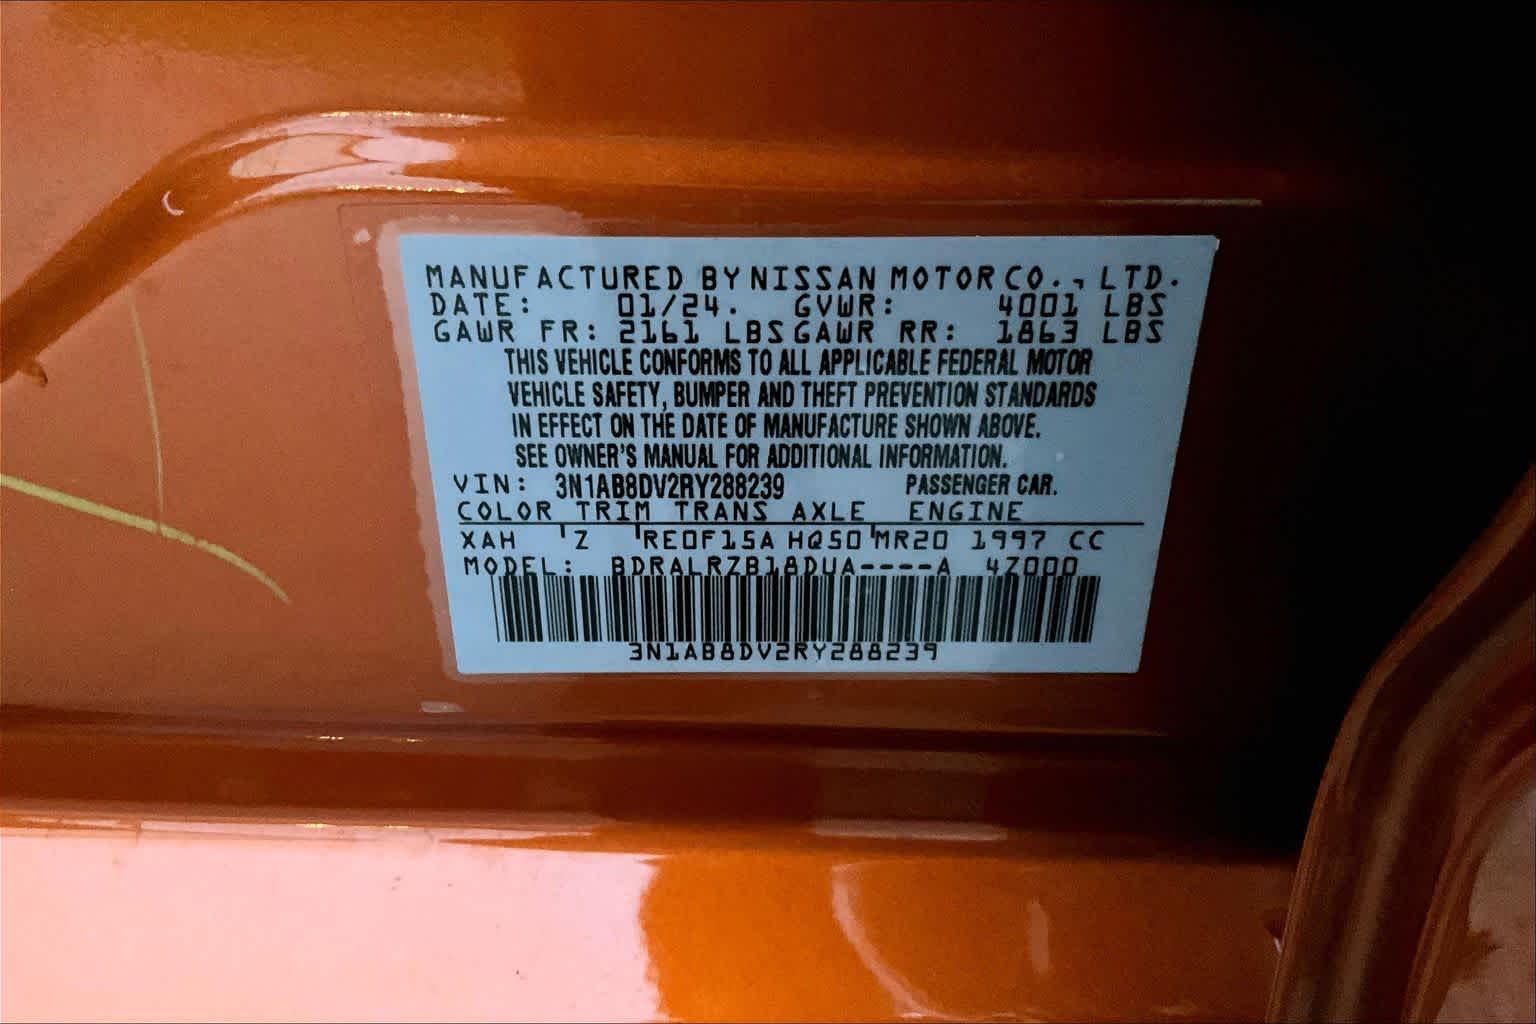 MANUFACTURED BY NISSAN MOTOR CO., LTD.
DATE: 01/24. GVWR: 4001 LBS
GAWR FR: 2161 LBS GAWR RR: 1863 LBS
THIS VEHICLE CONFORMS TO ALL APPLICABLE FEDERAL MOTOR
VEHICLE SAFETY, BUMPER AND THEFT PREVENTION STANDARDS
IN EFFECT ON THE DATE OF MANUFACTURE SHOWN ABOVE.
SEE OWNER'S MANUAL FOR ADDITIONAL INFORMATION.
VIN: 3N1AB8DV2RY288239 PASSENGER CAR.
COLOR TRIM TRANS AXLE ENGINE
XAH Z RE0F15A HQ50 MR20 1997 CC
MODEL: BDRALRZB18DUA----A 4Z000
3N1AB8DV2RY288239